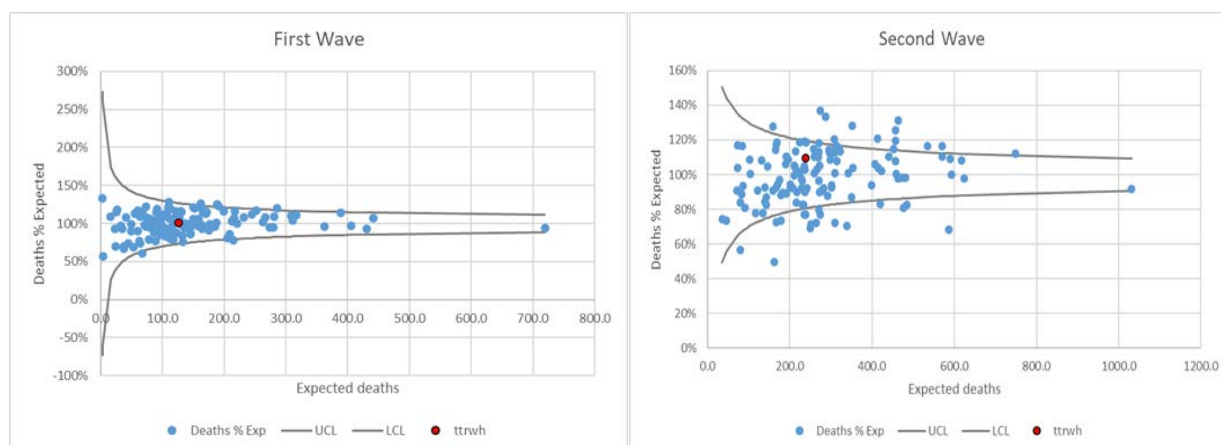 First Wave
300%
250%
200%
150%
100%
50%
0%
-50%
-100%
Deaths % Expected
0.0 100.0 200.0 300.0 400.0 500.0 600.0 700.0 800.0
Expected deaths
Deaths % Exp UCL LCL ttrwh
Second Wave
160%
140%
120%
100%
80%
60%
40%
20%
0%
Deaths % Expected
0.0 200.0 400.0 600.0 800.0 1000.0 1200.0
Expected deaths
Deaths % Exp UCL LCL ttrwh